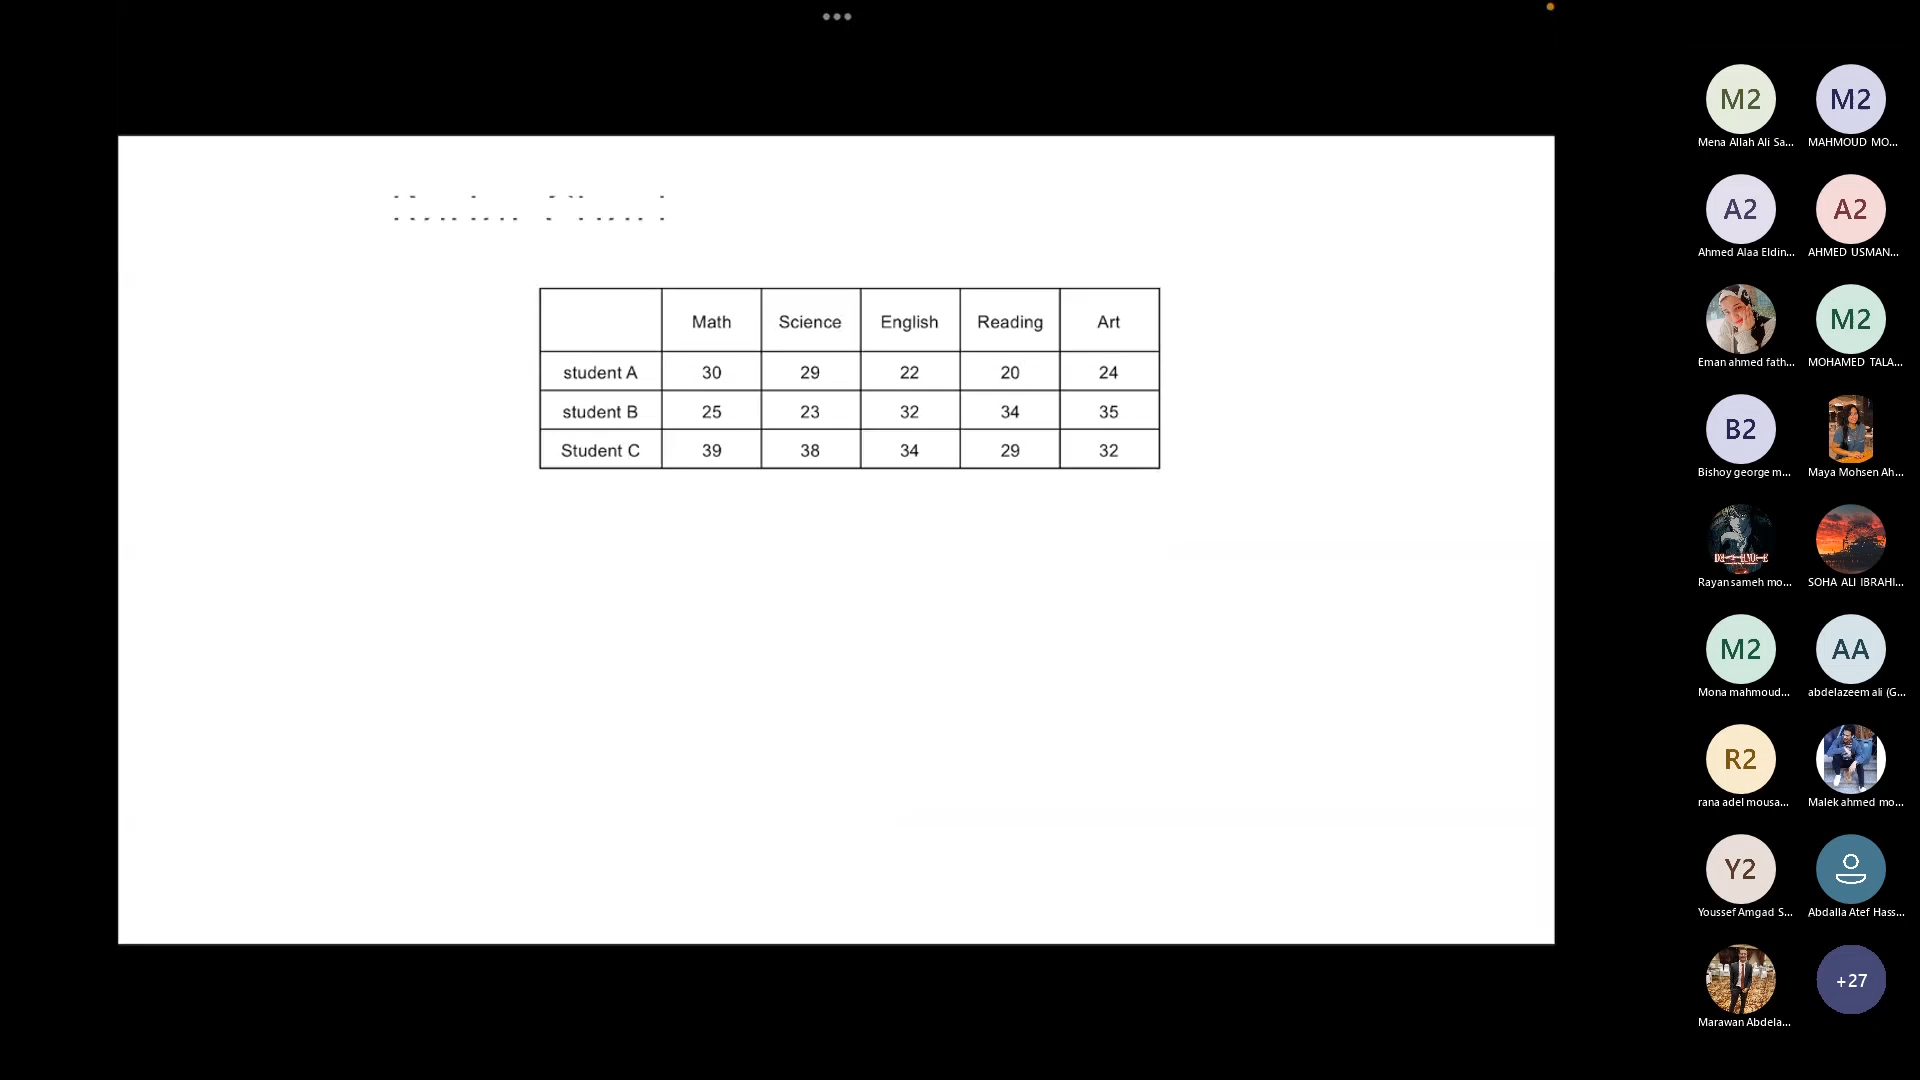 Math Science English Reading Art
student A 30 29 22 20 24
student B 25 23 32 34 35
Student C 39 38 34 29 32
M2 M2
Mena Allah Ali Sa... MAHMOUD MO...
A2 A2
Ahmed Alaa Eldin... AHMED USMAN...
M2
Eman ahmed fath... MOHAMED TALA...
B2
Bishoy george m... Maya Mohsen Ah...
Rayan sameh mo... SOHA ALI IBRAHI...
M2 AA
Mona mahmoud... abdelazeem ali (G...
R2
rana adel mousa... Malek ahmed mo...
Y2
Youssef Amgad S... Abdalla Atef Hass...
+27
Marawan Abdela...